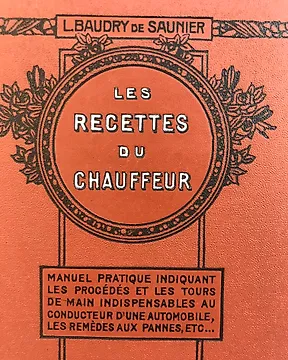 L. BAUDRY DE SAUNIER
LES
RECETTES
DU
CHAUFFEUR
MANUEL PRATIQUE INDIQUANT
LES PROCÉDÉS ET LES TOURS
DE MAIN INDISPENSABLES AU
CONDUCTEUR D'UNE AUTOMOBILE,
LES REMÈDES AUX PANNES, ETC...